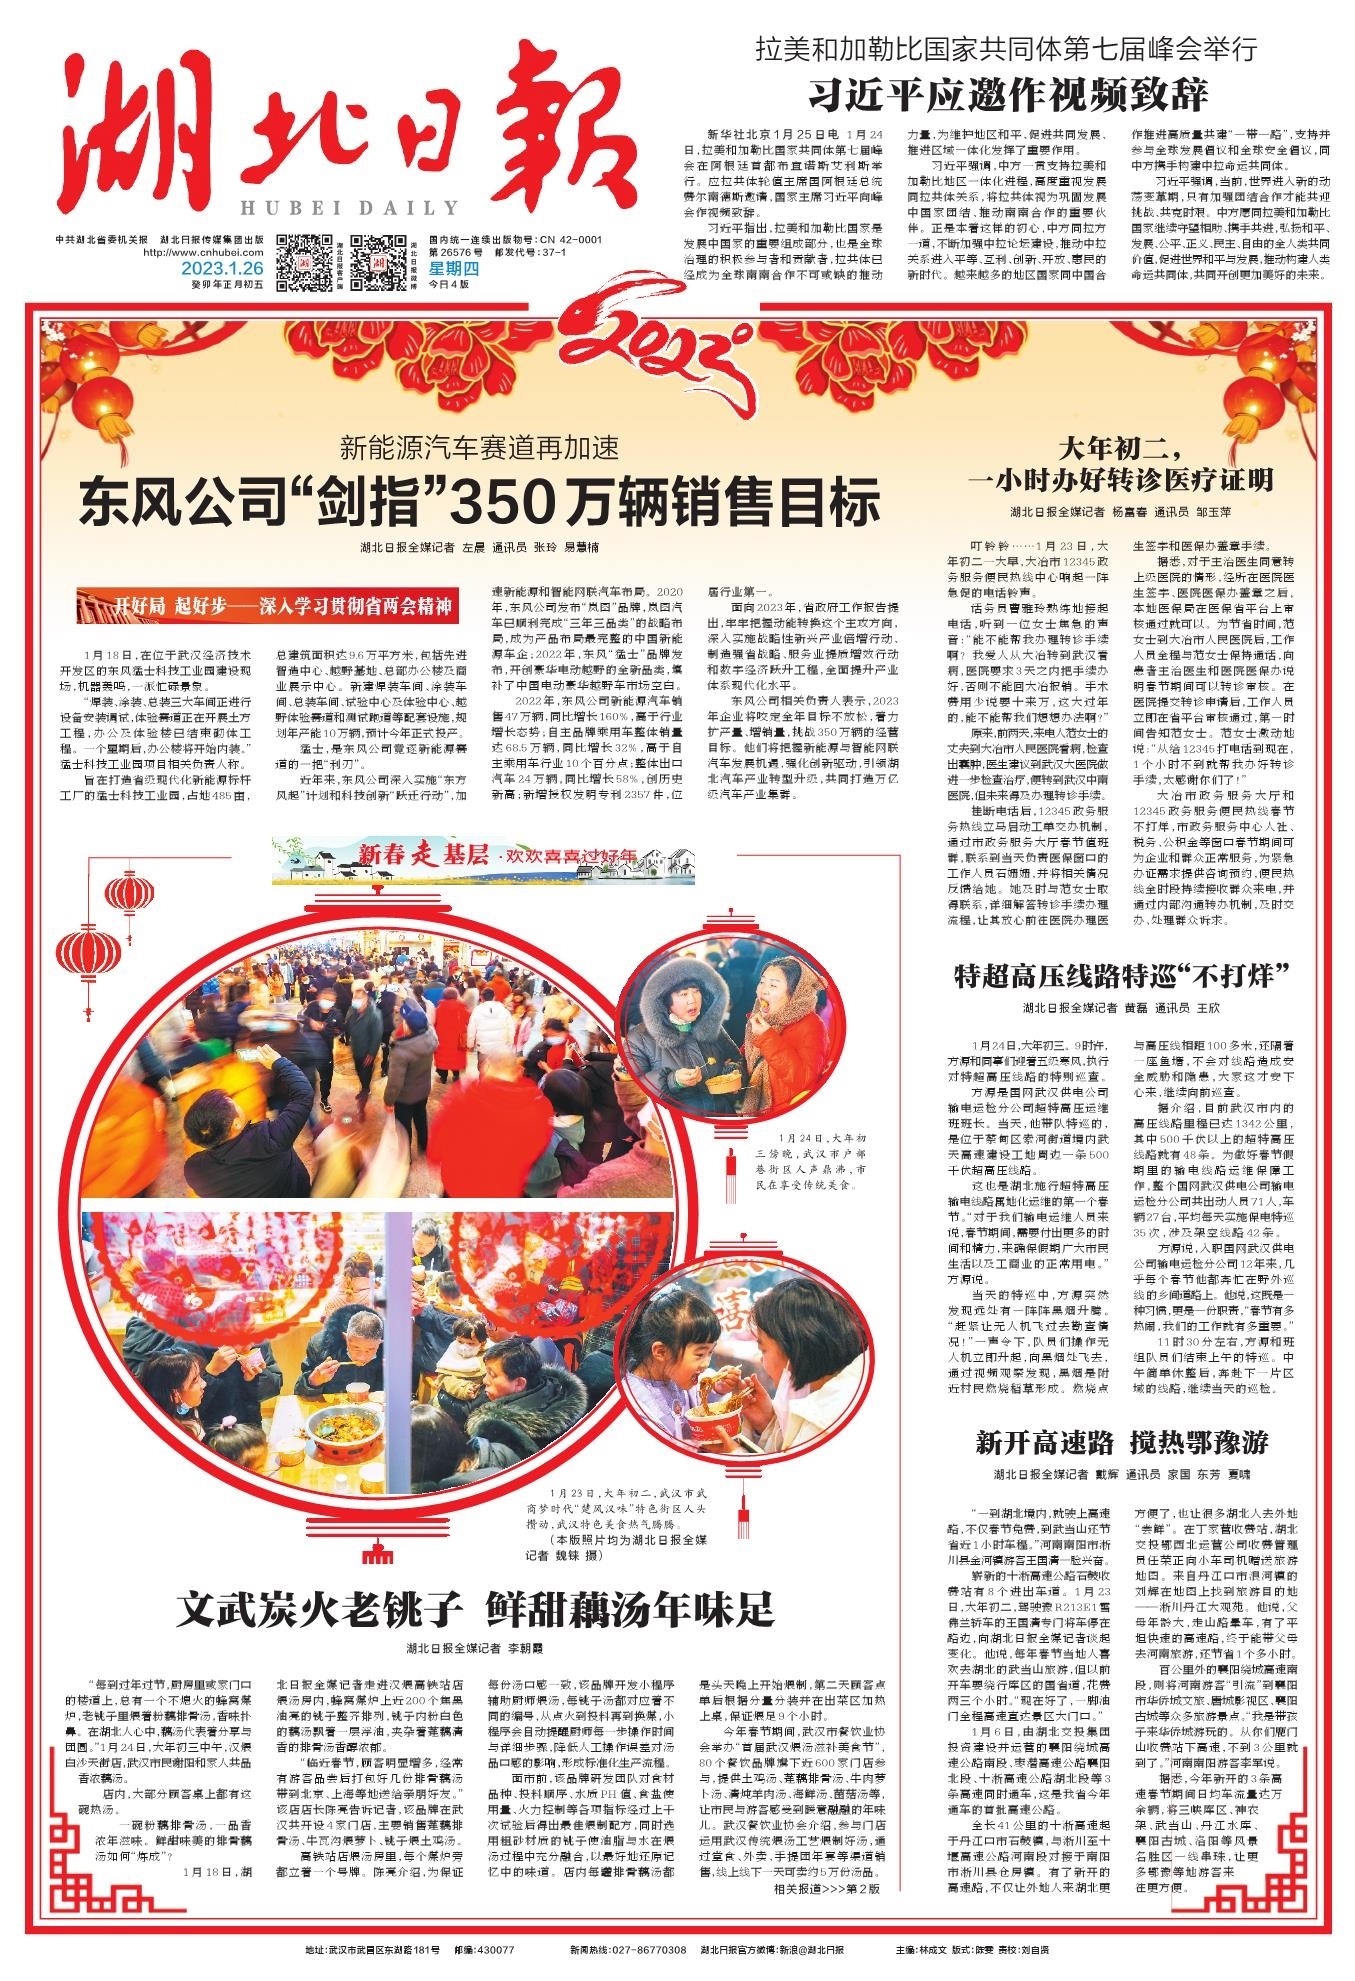 湖北日報
HUBEI DAILY
中共湖北省委机关报 湖北日报传媒集团出版
http://www.cnhubei.com
2023.1.26
癸卯年正月初五
湖北日报客户端
湖北日报微博
国内统一连续出版物号:CN 42-0001
第26576号 邮发代号:37-1
星期四
今日4版
拉美和加勒比国家共同体第七届峰会举行
习近平应邀作视频致辞
新华社北京1月25日电 1月24
日,拉美和加勒比国家共同体第七届峰
会在阿根廷首都布宜诺斯艾利斯举
行。应拉共体轮值主席国阿根廷总统
费尔南德斯邀请,国家主席习近平向峰
会作视频致辞。
习近平指出,拉美和加勒比国家是
发展中国家的重要组成部分,也是全球
治理的积极参与者和贡献者,拉共体已
经成为全球南南合作不可或缺的推动
力量,为维护地区和平、促进共同发展、
推进区域一体化发挥了重要作用。
习近平强调,中方一贯支持拉美和
加勒比地区一体化进程,高度重视发展
同拉共体关系,将拉共体视为巩固发展
中国家团结、推动南南合作的重要伙
伴。正是本着这样的初心,中方同拉方
一道,不断加强中拉论坛建设,推动中拉
关系进入平等、互利、创新、开放、惠民的
新时代。越来越多的地区国家同中国合
作推进高质量共建“一带一路”,支持并
参与全球发展倡议和全球安全倡议,同
中方携手构建中拉命运共同体。
习近平强调,当前,世界进入新的动
荡变革期,只有加强团结合作才能共迎
挑战、共克时艰。中方愿同拉美和加勒比
国家继续守望相助、携手共进,弘扬和平、
发展、公平、正义、民主、自由的全人类共同
价值,促进世界和平与发展,推动构建人类
命运共同体,共同开创更加美好的未来。
2023
新能源汽车赛道再加速
东风公司“剑指”350万辆销售目标
湖北日报全媒记者 左晨 通讯员 张玲 易慧楠
开好局 起好步——深入学习贯彻省两会精神
1月18日,在位于武汉经济技术
开发区的东风猛士科技工业园建设现
场,机器轰鸣,一派忙碌景象。
“焊装、涂装、总装三大车间正进行
设备安装调试,体验赛道正在开展土方
工程,办公及体验楼已结束砌体工
程。一个星期后,办公楼将开始内装。”
猛士科技工业园项目相关负责人称。
旨在打造省级现代化新能源标杆
工厂的猛士科技工业园,占地485亩,
总建筑面积达9.6万平方米,包括先进
智造中心、越野基地、总部办公楼及商
业展示中心。新建焊装车间、涂装车
间、总装车间、试验中心及体验中心、越
野体验赛道和测试跑道等配套设施,规
划年产能10万辆,预计今年正式投产。
猛士,是东风公司竞逐新能源赛
道的一把“利刃”。
近年来,东风公司深入实施“东方
风起”计划和科技创新“跃迁行动”,加
速新能源和智能网联汽车布局。2020
年,东风公司发布“岚图”品牌,岚图汽
车已顺利完成“三年三品类”的战略布
局,成为产品布局最完整的中国新能
源车企;2022年,东风“猛士”品牌发
布,开创豪华电动越野的全新品类,填
补了中国电动豪华越野车市场空白。
2022年,东风公司新能源汽车销
售47万辆,同比增长160%,高于行业
增长态势;自主品牌乘用车整体销量
达68.5万辆,同比增长32%,高于自
主乘用车行业10个百分点;整体出口
汽车24万辆,同比增长58%,创历史
新高;新增授权发明专利2357件,位
居行业第一。
面向2023年,省政府工作报告提
出,牢牢把握动能转换这个主攻方向,
深入实施战略性新兴产业倍增行动、
制造强省战略、服务业提质增效行动
和数字经济跃升工程,全面提升产业
体系现代化水平。
东风公司相关负责人表示,2023
年企业将咬定全年目标不放松,着力
扩产量、增销量,挑战350万辆的经营
目标。他们将把握新能源与智能网联
汽车发展机遇,强化创新驱动,引领湖
北汽车产业转型升级,共同打造万亿
级汽车产业集群。
大年初二,
一小时办好转诊医疗证明
湖北日报全媒记者 杨富春 通讯员 邹玉萍
叮铃铃……1月23日,大
年初二一大早,大冶市12345政
务服务便民热线中心响起一阵
急促的电话铃声。
话务员曹雅玲熟练地接起
电话,听到一位女士焦急的声
音:“能不能帮我办理转诊手续
啊?我爱人从大冶转到武汉看
病,医院要求3天之内把手续办
好,否则不能回大冶报销。手术
费用少说要十来万,这大过年
的,能不能帮我们想想办法啊?”
原来,前两天,来电人范女士的
丈夫到大冶市人民医院看病,检查
出囊肿,医生建议到武汉大医院做
进一步检查治疗,便转到武汉中南
医院,但未来得及办理转诊手续。
挂断电话后,12345政务服
务热线立马启动工单交办机制,
通过市政务服务大厅春节值班
群,联系到当天负责医保窗口的
工作人员石姗姗,并将相关情况
反馈给她。她及时与范女士取
得联系,详细解答转诊手续办理
流程,让其放心前往医院办理医
生签字和医保办盖章手续。
据悉,对于主治医生同意转
上级医院的情形,经所在医院医
生签字、医院医保办盖章之后,
本地医保局在医保省平台上审
核通过就可以。为节省时间,范
女士到大冶市人民医院后,工作
人员全程与范女士保持通话,向
患者主治医生和医院医保办说
明春节期间可以转诊审核。在
医院提交转诊申请后,工作人员
立即在省平台审核通过,第一时
间告知范女士。范女士激动地
说:“从给12345打电话到现在,
1个小时不到就帮我办好转诊
手续,太感谢你们了!”
大冶市政务服务大厅和
12345政务服务便民热线春节
不打烊,市政务服务中心人社、
税务、公积金等窗口春节期间可
为企业和群众正常服务,为紧急
办证需求提供咨询预约,便民热
线全时段持续接收群众来电,并
通过内部沟通转办机制,及时交
办、处理群众诉求。
新春走基层·欢欢喜喜过好年
1月24日,大年初
三傍晚,武汉市户部
巷街区人声鼎沸,市
民在享受传统美食。
1月23日,大年初二,武汉市武
商梦时代“楚风汉味”特色街区人头
攒动,武汉特色美食热气腾腾。
(本版照片均为湖北日报全媒
记者 魏铼 摄)
特超高压线路特巡“不打烊”
湖北日报全媒记者 黄磊 通讯员 王欣
1月24日,大年初三。9时许,
方源和同事们迎着五级寒风,执行
对特超高压线路的特别巡查。
方源是国网武汉供电公司
输电运检分公司超特高压运维
班班长。当天,他带队特巡的,
是位于蔡甸区索河街道境内武
天高速建设工地周边一条500
千伏超高压线路。
这也是湖北施行超特高压
输电线路属地化运维的第一个春
节。“对于我们输电运维人员来
说,春节期间,需要付出更多的时
间和精力,来确保假期广大市民
生活以及工商业的正常用电。”
方源说。
当天的特巡中,方源突然
发现远处有一阵阵黑烟升腾。
“赶紧让无人机飞过去勘查情
况!”一声令下,队员们操作无
人机立即升起,向黑烟处飞去,
通过视频观察发现,黑烟是附
近村民燃烧稻草形成。燃烧点
与高压线相距100多米,还隔着
一座鱼塘,不会对线路造成安
全威胁和隐患,大家这才安下
心来,继续向前巡查。
据介绍,目前武汉市内的
高压线路里程已达1342公里,
其中500千伏以上的超特高压
线路就有48条。为做好春节假
期里的输电线路运维保障工
作,整个国网武汉供电公司输电
运检分公司共出动人员71人,车
辆27台,平均每天实施保电特巡
35次,涉及架空线路42条。
方源说,入职国网武汉供电
公司输电运检分公司12年来,几
乎每个春节他都奔忙在野外巡
线的乡间道路上。他说,这既是一
种习惯,更是一份职责,“春节有多
热闹,我们的工作就有多重要。”
11时30分左右,方源和班
组队员们结束上午的特巡。中
午简单休整后,奔赴下一片区
域的线路,继续当天的巡检。
新开高速路 搅热鄂豫游
湖北日报全媒记者 戴辉 通讯员 家国 东芳 夏啸
“一到湖北境内,就驶上高速
路,不仅春节免费,到武当山还节
省近1小时车程。”河南南阳市淅
川县金河镇游客王国清一脸兴奋。
崭新的十淅高速公路石鼓收
费站有8个进出车道。1月23
日,大年初二,驾驶豫R213E1雪
佛兰轿车的王国清专门将车停在
路边,向湖北日报全媒记者谈起
变化。他说,每年春节当地人喜
欢去湖北的武当山旅游,但以前
开车要绕行库区的国省道,花费
两三个小时。“现在好了,一脚油
门全程高速直达景区大门口。”
1月6日,由湖北交投集团
投资建设并运营的襄阳绕城高
速公路南段、枣潜高速公路襄阳
北段、十淅高速公路湖北段等3
条高速同时通车,这是我省今年
通车的首批高速公路。
全长41公里的十淅高速起
于丹江口市石鼓镇,与淅川至十
堰高速公路河南段对接于南阳
市淅川县仓房镇。有了新开的
高速路,不仅让外地人来湖北更
方便了,也让很多湖北人去外地
“尝鲜”。在丁家营收费站,湖北
交投鄂西北运营公司收费管理
员任荣正向小车司机赠送旅游
地图。来自丹江口市浪河镇的
刘辉在地图上找到旅游目的地
——淅川丹江大观苑。他说,父
母年龄大,走山路晕车,有了平
坦快速的高速路,终于能带父母
去河南旅游,还节省1个多小时。
百公里外的襄阳绕城高速南
段,则将河南游客“引流”到襄阳
市华侨城文旅、唐城影视区、襄阳
古城等众多旅游景点。“我是带孩
子来华侨城游玩的。从你们鹿门
山收费站下高速,不到3公里就
到了。”河南南阳游客李军说。
据悉,今年新开的3条高
速春节期间日均车流量达万
余辆,将三峡库区、神农
架、武当山、丹江水库、
襄阳古城、洛阳等风景
名胜区一线串珠,让更
多鄂豫等地游客来
往更方便。
文武炭火老铫子 鲜甜藕汤年味足
湖北日报全媒记者 李朝霞
“每到过年过节,厨房里或家门口
的楼道上,总有一个不熄火的蜂窝煤
炉,老铫子里煨着粉藕排骨汤,香味扑
鼻。在湖北人心中,藕汤代表着分享与
团圆。”1月24日,大年初三中午,汉煨
白沙天街店,武汉市民谢阳和家人共品
香浓藕汤。
店内,大部分顾客桌上都有这
碗热汤。
一碗粉藕排骨汤,一品香
浓年滋味。鲜甜味美的排骨藕
汤如何“炼成”?
1月18日,湖
北日报全媒记者走进汉煨高铁站店
煨汤房内,蜂窝煤炉上近200个焦黑
油亮的铫子整齐排列,铫子内粉白色
的藕汤飘着一层浮油,夹杂着莲藕清
香的排骨汤香醇浓郁。
“临近春节,顾客明显增多,经常
有游客品尝后打包好几份排骨藕汤
带到北京、上海等地送给亲朋好友。”
该店店长陈亮告诉记者,该品牌在武
汉共开设4家门店,主要销售莲藕排
骨汤、牛瓦沟煨萝卜、铫子煨土鸡汤。
高铁站店煨汤房里,每个煤炉旁
都立着一个号牌。陈亮介绍,为保证
每份汤口感一致,该品牌开发小程序
辅助厨师煨汤,每铫子汤都对应着不
同的编号,从点火到投料再到换煤,小
程序会自动提醒厨师每一步操作时间
与详细步骤,降低人工操作误差对汤
品口感的影响,形成标准化生产流程。
面市前,该品牌研发团队对食材
品种、投料顺序、水质PH值、食盐使
用量、火力控制等各项指标经过上千
次试验后得出最佳煨制配方,同时选
用粗砂材质的铫子使油脂与水在煨
汤过程中充分融合,以最好地还原记
忆中的味道。店内每罐排骨藕汤都
是头天晚上开始煨制,第二天顾客点
单后根据分量分装并在出菜区加热
上桌,保证煨足9个小时。
今年春节期间,武汉市餐饮业协
会举办“首届武汉煨汤滋补美食节”,
80个餐饮品牌旗下近600家门店参
与,提供土鸡汤、莲藕排骨汤、牛肉萝
卜汤、清炖羊肉汤、海鲜汤、菌菇汤等,
让市民与游客感受到暖意融融的年味
儿。武汉餐饮业协会介绍,参与门店
运用武汉传统煨汤工艺煨制好汤,通
过堂食、外卖、手提团年宴等渠道销
售,线上线下一天可卖约5万份汤品。
相关报道>>>第2版
地址:武汉市武昌区东湖路181号 邮编:430077 新闻热线:027-86770308 湖北日报官方微博:新浪@湖北日报 主编:林成文 版式:陈雯 责校:刘自贤